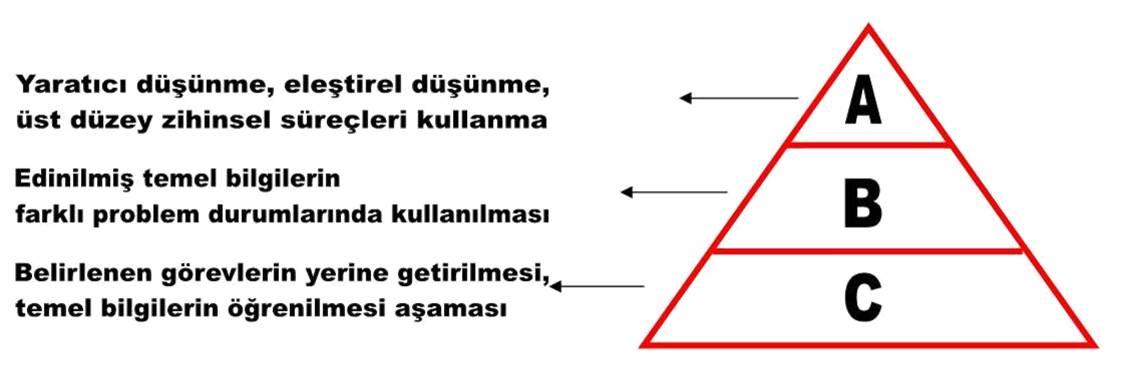 Yaratıcı düşünme, eleştirel düşünme,
üst düzey zihinsel süreçleri kullanma
A
Edinilmiş temel bilgilerin
farklı problem durumlarında kullanılması
B
Belirlenen görevlerin yerine getirilmesi,
temel bilgilerin öğrenilmesi aşaması
C